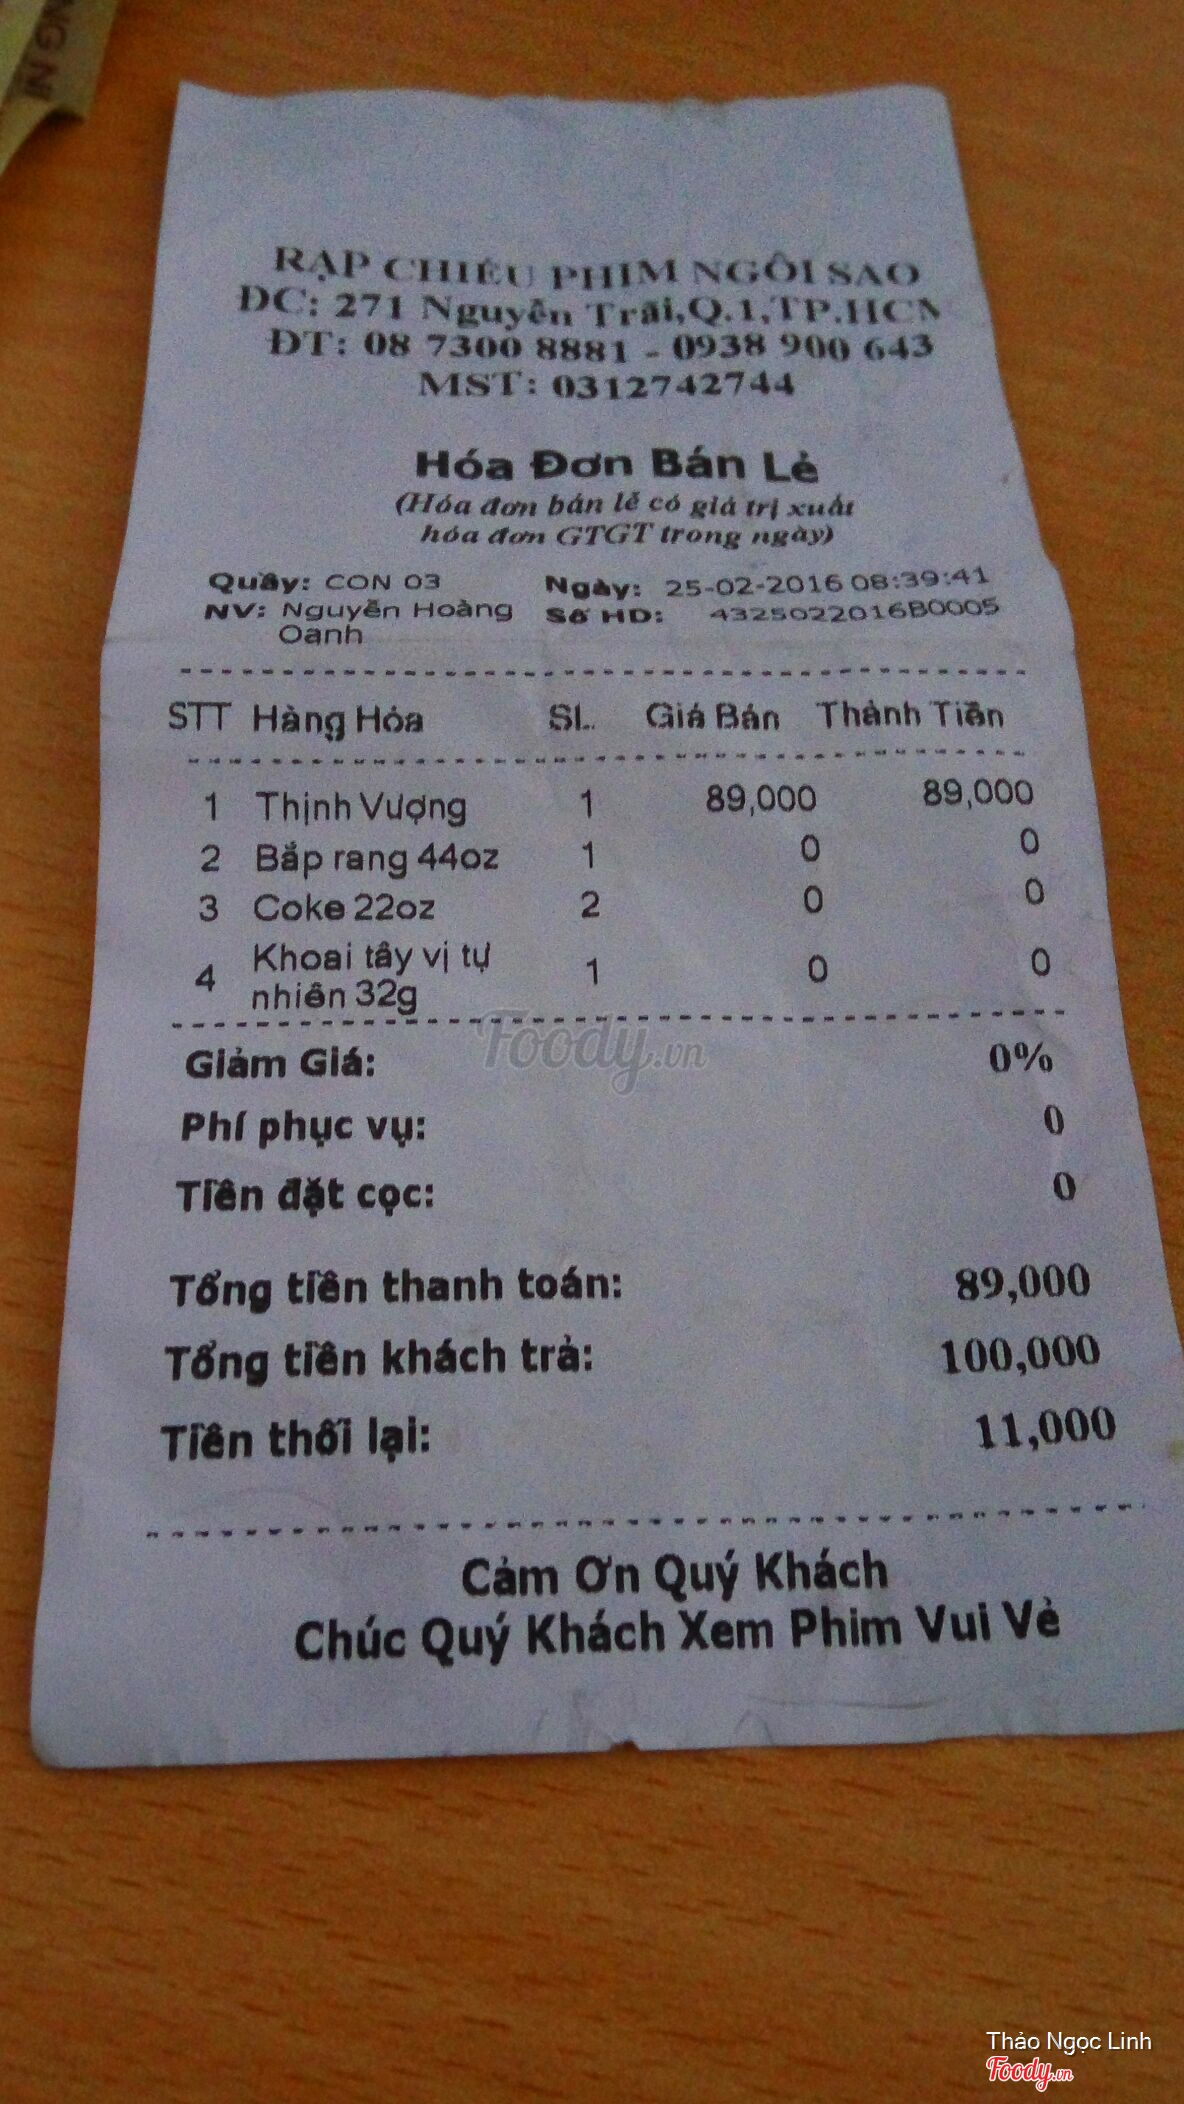 RẠP CHIẾU PHIM NGÔI SAO
ĐC: 271 Nguyễn Trãi,Q.1,TP.HCM
ĐT: 08 7300 8881 - 0938 900 643
MST: 0312742744
Hóa Đơn Bán Lẻ
(Hóa đơn bán lẻ có giá trị xuất
hóa đơn GTGT trong ngày)
Quầy: CON 03 Ngày: 25-02-2016 08:39:41
NV: Nguyễn Hoàng Số HD: 4325022016B0005
Oanh
STT Hàng Hóa SL Giá Bán Thành Tiền
1 Thịnh Vượng 1 89,000 89,000
2 Bắp rang 44oz 1 0 0
3 Coke 22oz 2 0 0
4 Khoai tây vị tự 1 0 0
nhiên 32g
Foody.vn
Giảm Giá: 0%
Phí phục vụ: 0
Tiền đặt cọc: 0
Tổng tiền thanh toán: 89,000
Tổng tiền khách trả: 100,000
Tiền thối lại: 11,000
Cảm Ơn Quý Khách
Chúc Quý Khách Xem Phim Vui Vẻ
Thảo Ngọc Linh
Foody.vn